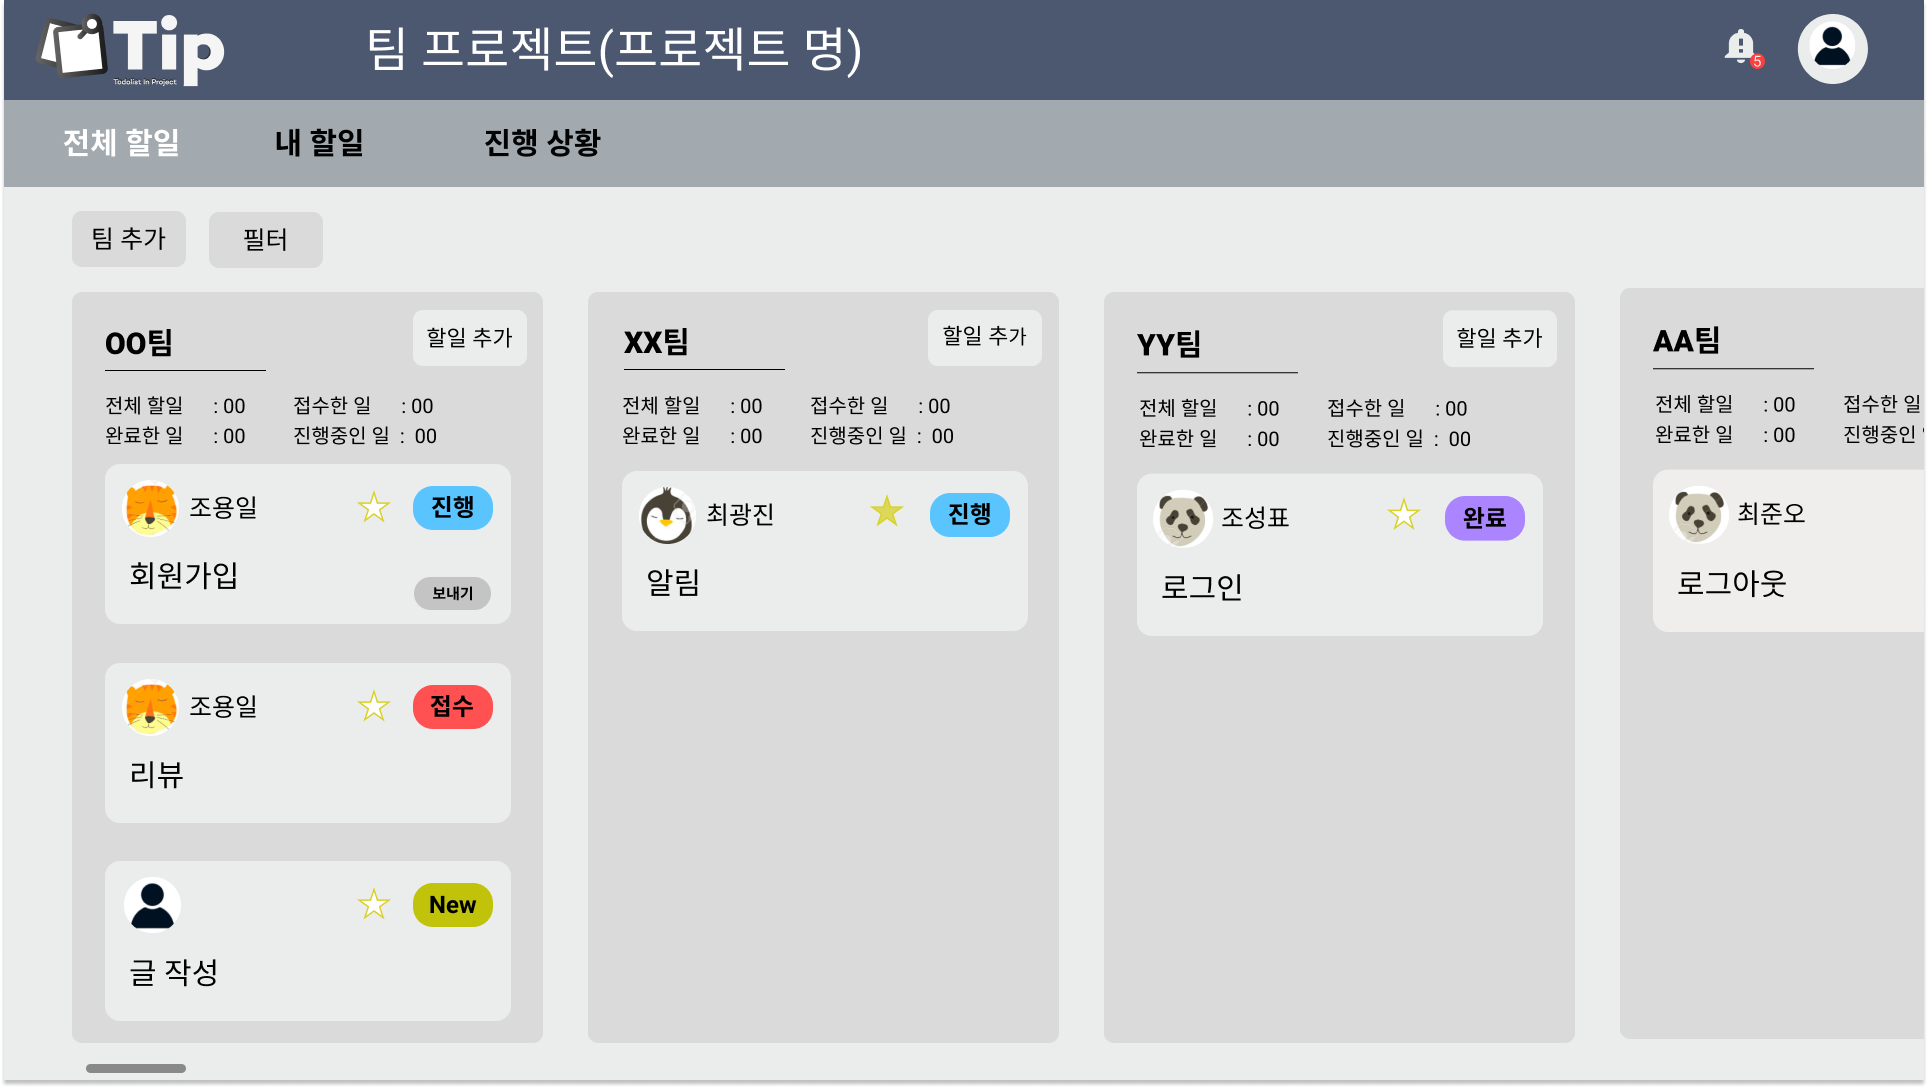 Tip
Todolist In Project
팀 프로젝트(프로젝트 명)
5
전체 할일
내 할일
진행 상황
팀 추가
필터
OO팀
할일 추가
전체 할일 : 00 접수한 일 : 00
완료한 일 : 00 진행중인 일 : 00
조용일
진행
회원가입
보내기
조용일
접수
리뷰
New
글 작성
XX팀
할일 추가
전체 할일 : 00 접수한 일 : 00
완료한 일 : 00 진행중인 일 : 00
최광진
진행
알림
YY팀
할일 추가
전체 할일 : 00 접수한 일 : 00
완료한 일 : 00 진행중인 일 : 00
조성표
완료
로그인
AA팀
전체 할일 : 00 접수한 일
완료한 일 : 00 진행중인
최준오
로그아웃